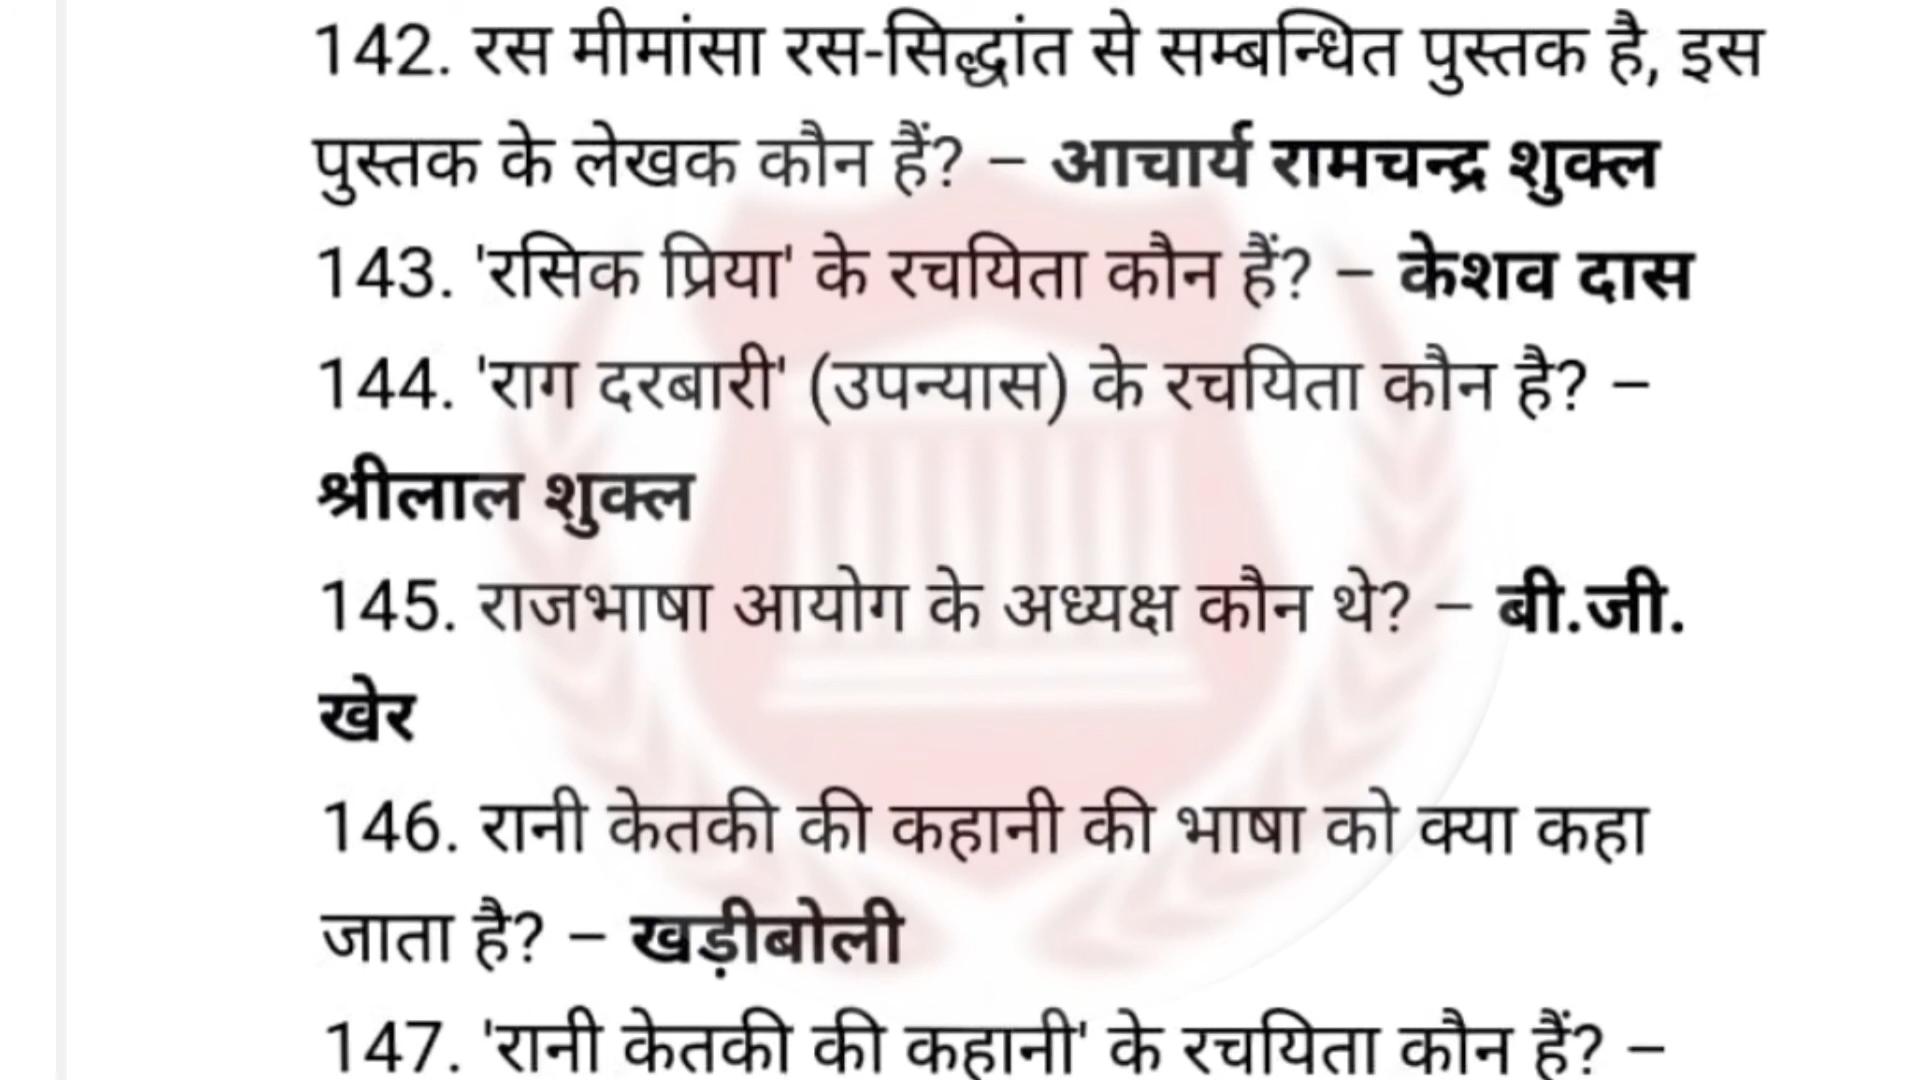 142. रस मीमांसा रस-सिद्धांत से सम्बन्धित पुस्तक है, इस
पुस्तक के लेखक कौन हैं? – आचार्य रामचन्द्र शुक्ल
143. 'रसिक प्रिया' के रचयिता कौन हैं? – केशव दास
144. 'राग दरबारी' (उपन्यास) के रचयिता कौन है? –
श्रीलाल शुक्ल
145. राजभाषा आयोग के अध्यक्ष कौन थे? – बी.जी.
खेर
146. रानी केतकी की कहानी की भाषा को क्या कहा
जाता है? – खड़ीबोली
147. 'रानी केतकी की कहानी' के रचयिता कौन हैं? –